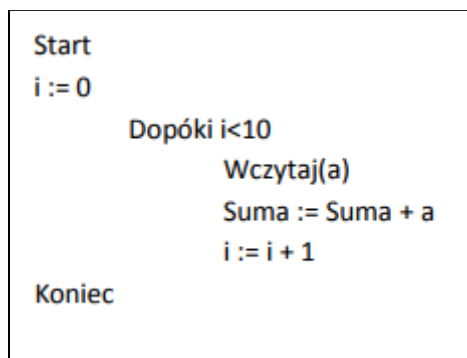 Start
i := 0
Dopóki i<10
Wczytaj(a)
Suma := Suma + a
i := i + 1
Koniec